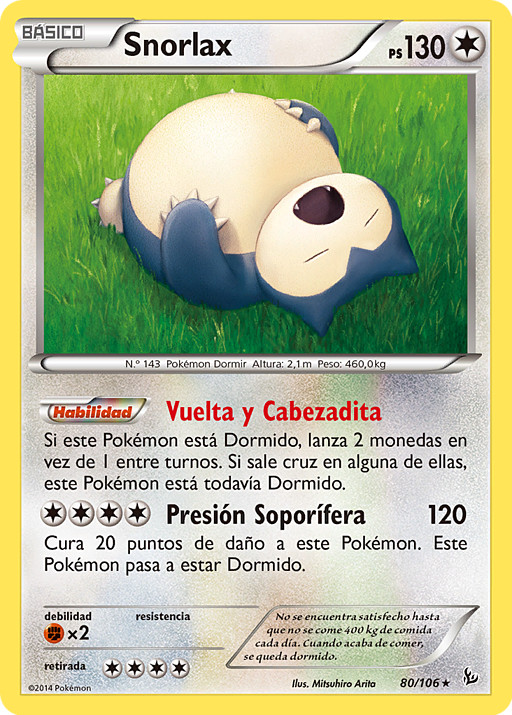 BÁSICO
Snorlax
PS 130
N.º 143 Pokémon Dormir Altura: 2,1m Peso: 460,0kg
Habilidad Vuelta y Cabezadita
Si este Pokémon está Dormido, lanza 2 monedas en
vez de 1 entre turnos. Si sale cruz en alguna de ellas,
este Pokémon está todavía Dormido.
Presión Soporífera 120
Cura 20 puntos de daño a este Pokémon. Este
Pokémon pasa a estar Dormido.
debilidad resistencia
×2
retirada
No se encuentra satisfecho hasta
que no se come 400 kg de comida
cada día. Cuando acaba de comer,
se queda dormido.
©2014 Pokémon
Ilus. Mitsuhiro Arita
80/106 ★